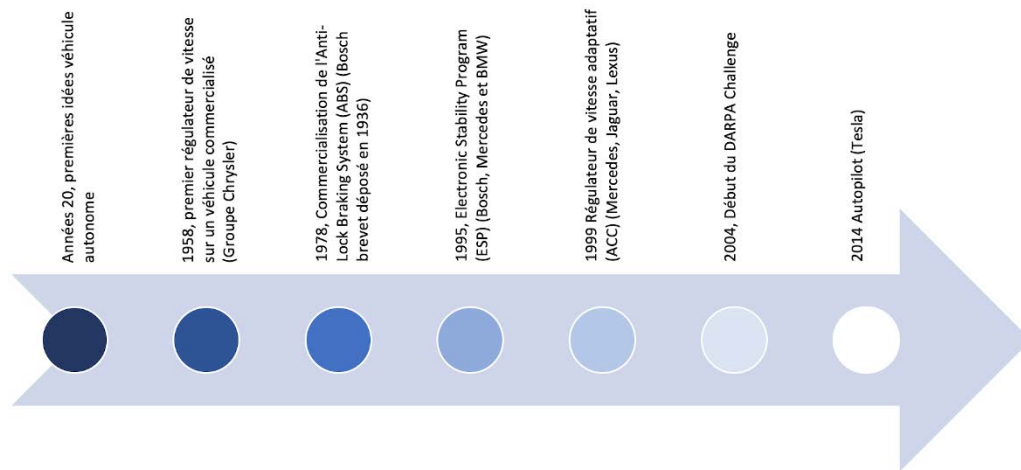 Années 20, premières idées véhicule
autonome
1958, premier régulateur de vitesse
sur un véhicule commercialisé
(Groupe Chrysler)
1978, Commercialisation de l'Anti-
Lock Braking System (ABS) (Bosch
brevet déposé en 1936)
1995, Electronic Stability Program
(ESP) (Bosch, Mercedes et BMW)
1999 Régulateur de vitesse adaptatif
(ACC) (Mercedes, Jaguar, Lexus)
2004, Début du DARPA Challenge
2014 Autopilot (Tesla)